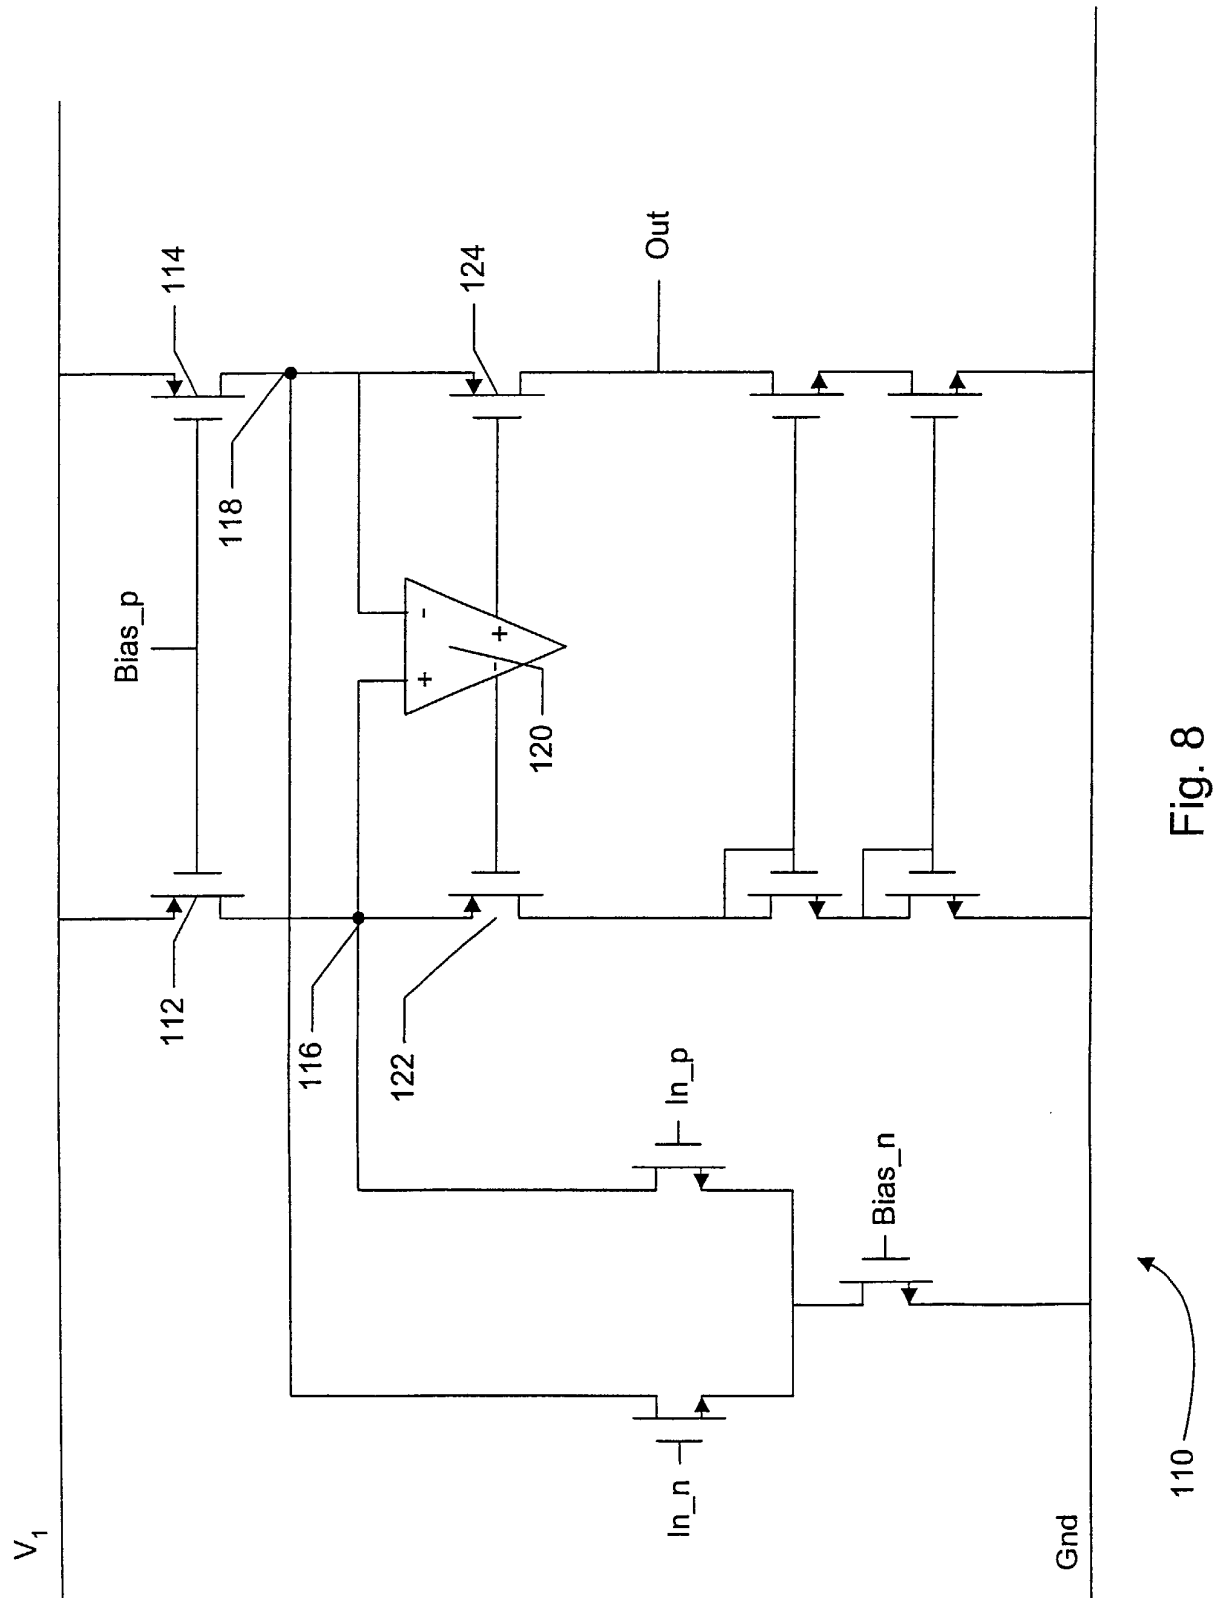 V1
Bias_p
112
114
118
116
122
124
+
-
-
+
120
Out
In_n
In_p
Bias_n
Gnd
110
Fig. 8